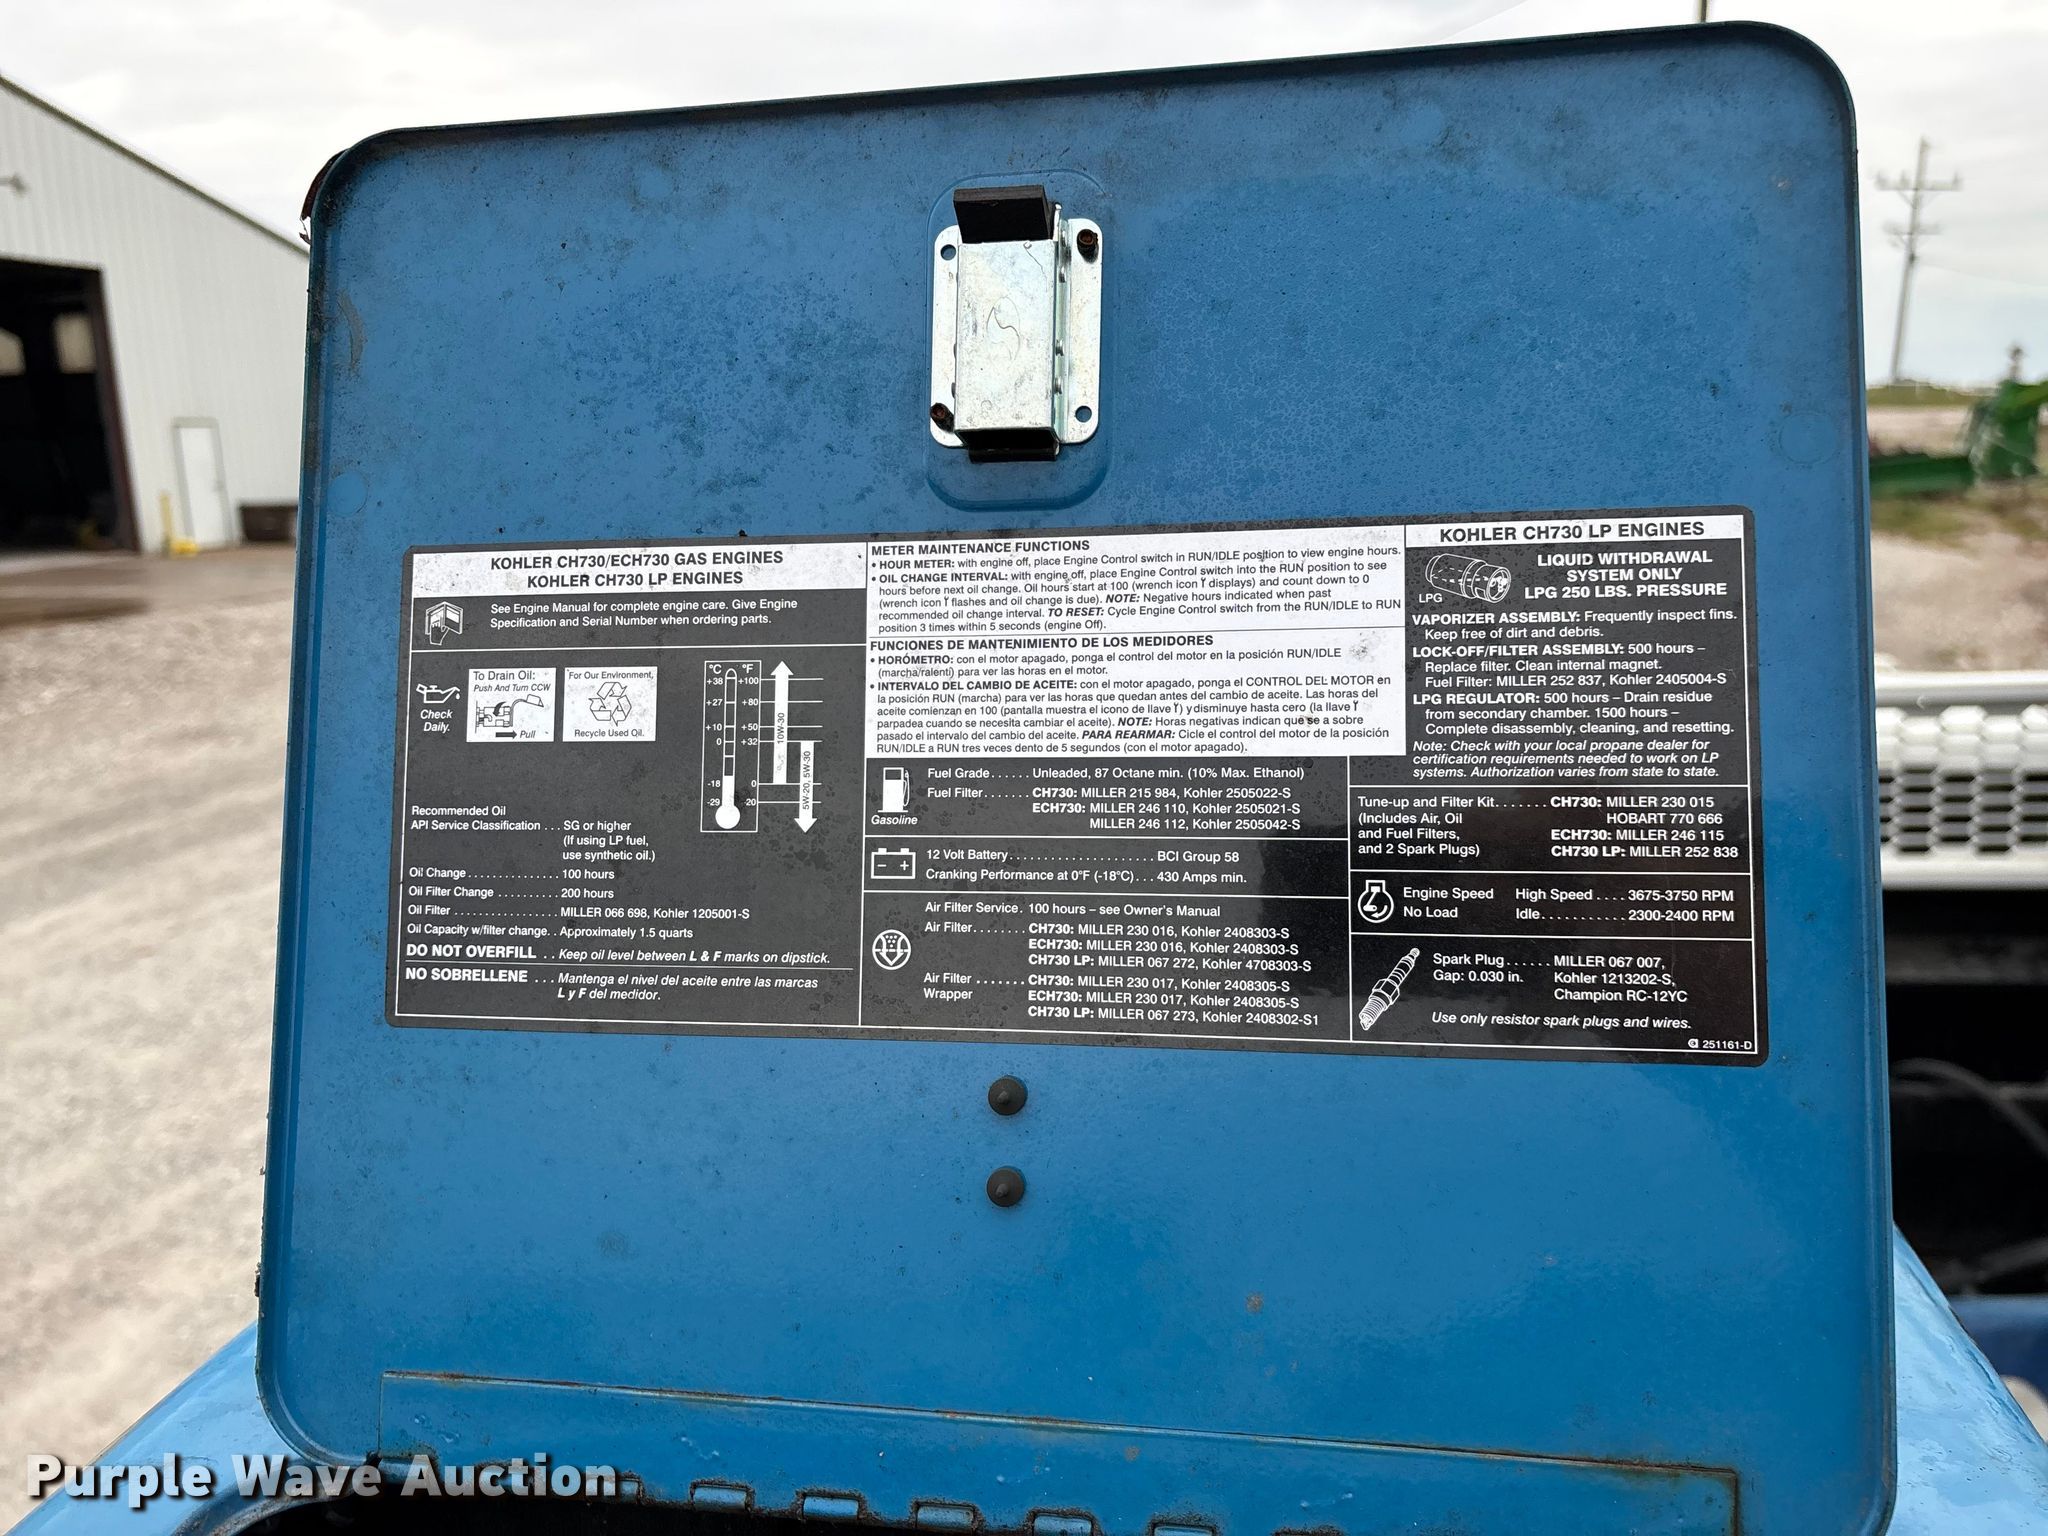 KOHLER CH730/ECH730 GAS ENGINES
KOHLER CH730 LP ENGINES
See Engine Manual for complete engine care. Give Engine
Specification and Serial Number when ordering parts.
Check
Daily.
To Drain Oil:
Push And Turn CCW
Pull
For Our Environment,
Recycle Used Oil.
°C °F
+38 +100
+27 +80
+10 +50
0 +32
-18 0
-29 -20
10W-30
5W-20, 5W-30
Recommended Oil
API Service Classification . . . SG or higher
(If using LP fuel,
use synthetic oil.)
Oil Change . . . . . . . . . . . . . . . 100 hours
Oil Filter Change . . . . . . . . . . 200 hours
Oil Filter . . . . . . . . . . . . . . . . . MILLER 066 698, Kohler 1205001-S
Oil Capacity w/filter change. . Approximately 1.5 quarts
DO NOT OVERFILL . . Keep oil level between L & F marks on dipstick.
NO SOBRELLENE . . . Mantenga el nivel del aceite entre las marcas
L y F del medidor.
METER MAINTENANCE FUNCTIONS
• HOUR METER: with engine off, place Engine Control switch in RUN/IDLE position to view engine hours.
• OIL CHANGE INTERVAL: with engine off, place Engine Control switch into the RUN position to see
hours before next oil change. Oil hours start at 100 (wrench icon displays) and count down to 0
(wrench icon flashes and oil change is due). NOTE: Negative hours indicated when past
recommended oil change interval. TO RESET: Cycle Engine Control switch from the RUN/IDLE to RUN
position 3 times within 5 seconds (engine Off).
FUNCIONES DE MANTENIMIENTO DE LOS MEDIDORES
• HORÓMETRO: con el motor apagado, ponga el control del motor en la posición RUN/IDLE
(marcha/ralenti) para ver las horas en el motor.
• INTERVALO DEL CAMBIO DE ACEITE: con el motor apagado, ponga el CONTROL DEL MOTOR en
la posición RUN (marcha) para ver las horas que quedan antes del cambio de aceite. Las horas del
aceite comienzan en 100 (pantalla muestra el icono de llave) y disminuye hasta cero (la llave
parpadea cuando se necesita cambiar el aceite). NOTE: Horas negativas indican que se a sobre
pasado el intervalo del cambio del aceite. PARA REARMAR: Cicle el control del motor de la posición
RUN/IDLE a RUN tres veces dento de 5 segundos (con el motor apagado).
Gasoline
Fuel Grade. . . . . . Unleaded, 87 Octane min. (10% Max. Ethanol)
Fuel Filter. . . . . . . CH730: MILLER 215 984, Kohler 2505022-S
ECH730: MILLER 246 110, Kohler 2505021-S
MILLER 246 112, Kohler 2505042-S
12 Volt Battery. . . . . . . . . . . . . . . . . . . . . . BCI Group 58
Cranking Performance at 0°F (-18°C). . . 430 Amps min.
Air Filter Service. 100 hours – see Owner's Manual
Air Filter. . . . . . . . CH730: MILLER 230 016, Kohler 2408303-S
ECH730: MILLER 230 016, Kohler 2408303-S
CH730 LP: MILLER 067 272, Kohler 4708303-S
Air Filter . . . . . . . CH730: MILLER 230 017, Kohler 2408305-S
Wrapper ECH730: MILLER 230 017, Kohler 2408305-S
CH730 LP: MILLER 067 273, Kohler 2408302-S1
KOHLER CH730 LP ENGINES
LPG
LIQUID WITHDRAWAL
SYSTEM ONLY
LPG 250 LBS. PRESSURE
VAPORIZER ASSEMBLY: Frequently inspect fins.
Keep free of dirt and debris.
LOCK-OFF/FILTER ASSEMBLY: 500 hours –
Replace filter. Clean internal magnet.
Fuel Filter: MILLER 252 837, Kohler 2405004-S
LPG REGULATOR: 500 hours – Drain residue
from secondary chamber. 1500 hours –
Complete disassembly, cleaning, and resetting.
Note: Check with your local propane dealer for
certification requirements needed to work on LP
systems. Authorization varies from state to state.
Tune-up and Filter Kit. . . . . . . CH730: MILLER 230 015
(Includes Air, Oil HOBART 770 666
and Fuel Filters, ECH730: MILLER 246 115
and 2 Spark Plugs) CH730 LP: MILLER 252 838
Engine Speed High Speed . . . . 3675-3750 RPM
No Load Idle. . . . . . . . . . . 2300-2400 RPM
Spark Plug. . . . . . MILLER 067 007,
Gap: 0.030 in. Kohler 1213202-S,
Champion RC-12YC
Use only resistor spark plugs and wires.
251161-D
Purple Wave Auction